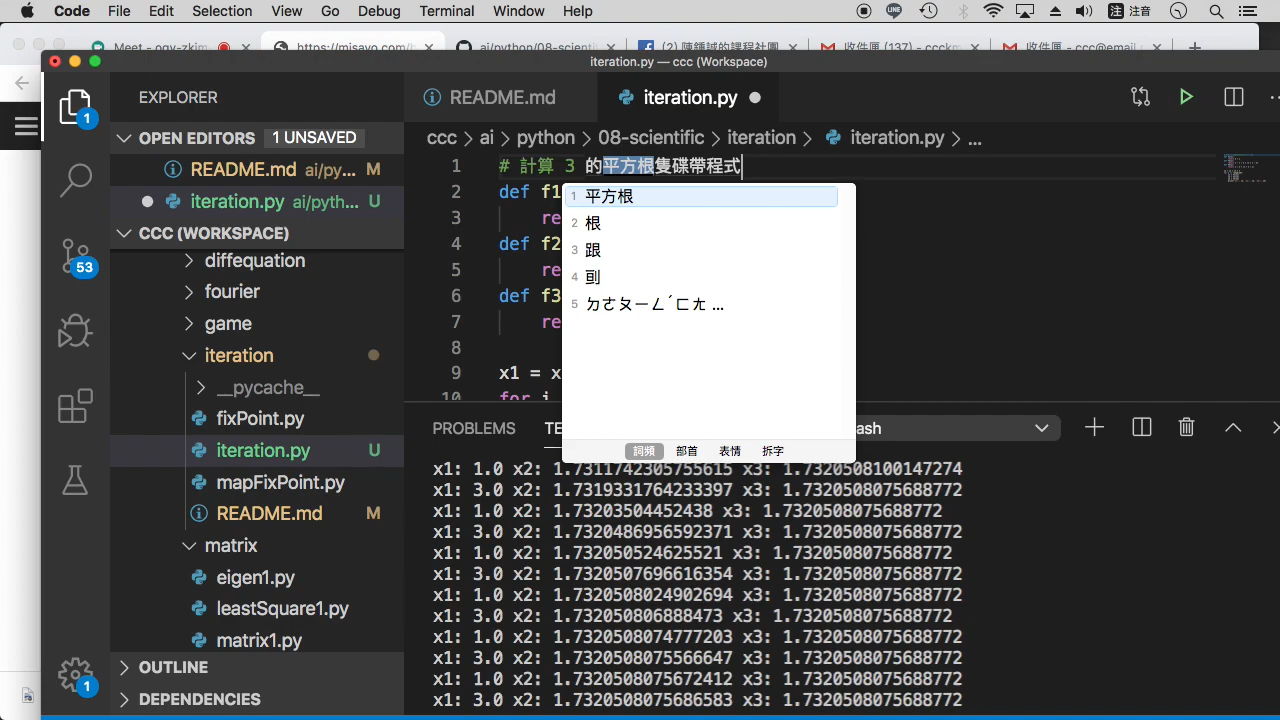 Code File Edit Selection View Go Debug Terminal Window Help
注 注音
Meet - ogy-zkjm
https://misavo.com/b
ai/python/08-scienti
(2) 陳鍾誠的課程社團
收件匣 (137) - ccckm
收件匣 - ccc@email
iteration.py — ccc (Workspace)
EXPLORER
README.md
iteration.py
OPEN EDITORS 1 UNSAVED
README.md ai/py... M
iteration.py ai/pyth... U
CCC (WORKSPACE)
diffequation
fourier
game
iteration
__pycache__
fixPoint.py
iteration.py U
mapFixPoint.py
README.md M
matrix
eigen1.py
leastSquare1.py
matrix1.py
OUTLINE
DEPENDENCIES
1
53
1
ccc > ai > python > 08-scientific > iteration > iteration.py > ...
1 # 計算 3 的平方根隻碟帶程式
2 def f1
3 re
4 def f2
5 re
6 def f3
7 re
8
9 x1 = x
10 for i
1 平方根
2 根
3 跟
4 刯
5 ㄉㄜㄆㄧㄥˊㄈㄤ ...
詞頻 部首 表情 拆字
PROBLEMS TE ash
x1: 1.0 x2: 1.7311742305755615 x3: 1.7320508100147274
x1: 3.0 x2: 1.7319331764233397 x3: 1.7320508075688772
x1: 1.0 x2: 1.73203504452438 x3: 1.7320508075688772
x1: 3.0 x2: 1.7320486956592371 x3: 1.7320508075688772
x1: 1.0 x2: 1.732050524625521 x3: 1.7320508075688772
x1: 3.0 x2: 1.7320507696616354 x3: 1.7320508075688772
x1: 1.0 x2: 1.7320508024902694 x3: 1.7320508075688772
x1: 3.0 x2: 1.732050806888473 x3: 1.7320508075688772
x1: 1.0 x2: 1.7320508074777203 x3: 1.7320508075688772
x1: 3.0 x2: 1.7320508075566647 x3: 1.7320508075688772
x1: 1.0 x2: 1.7320508075672412 x3: 1.7320508075688772
x1: 3.0 x2: 1.7320508075686583 x3: 1.7320508075688772